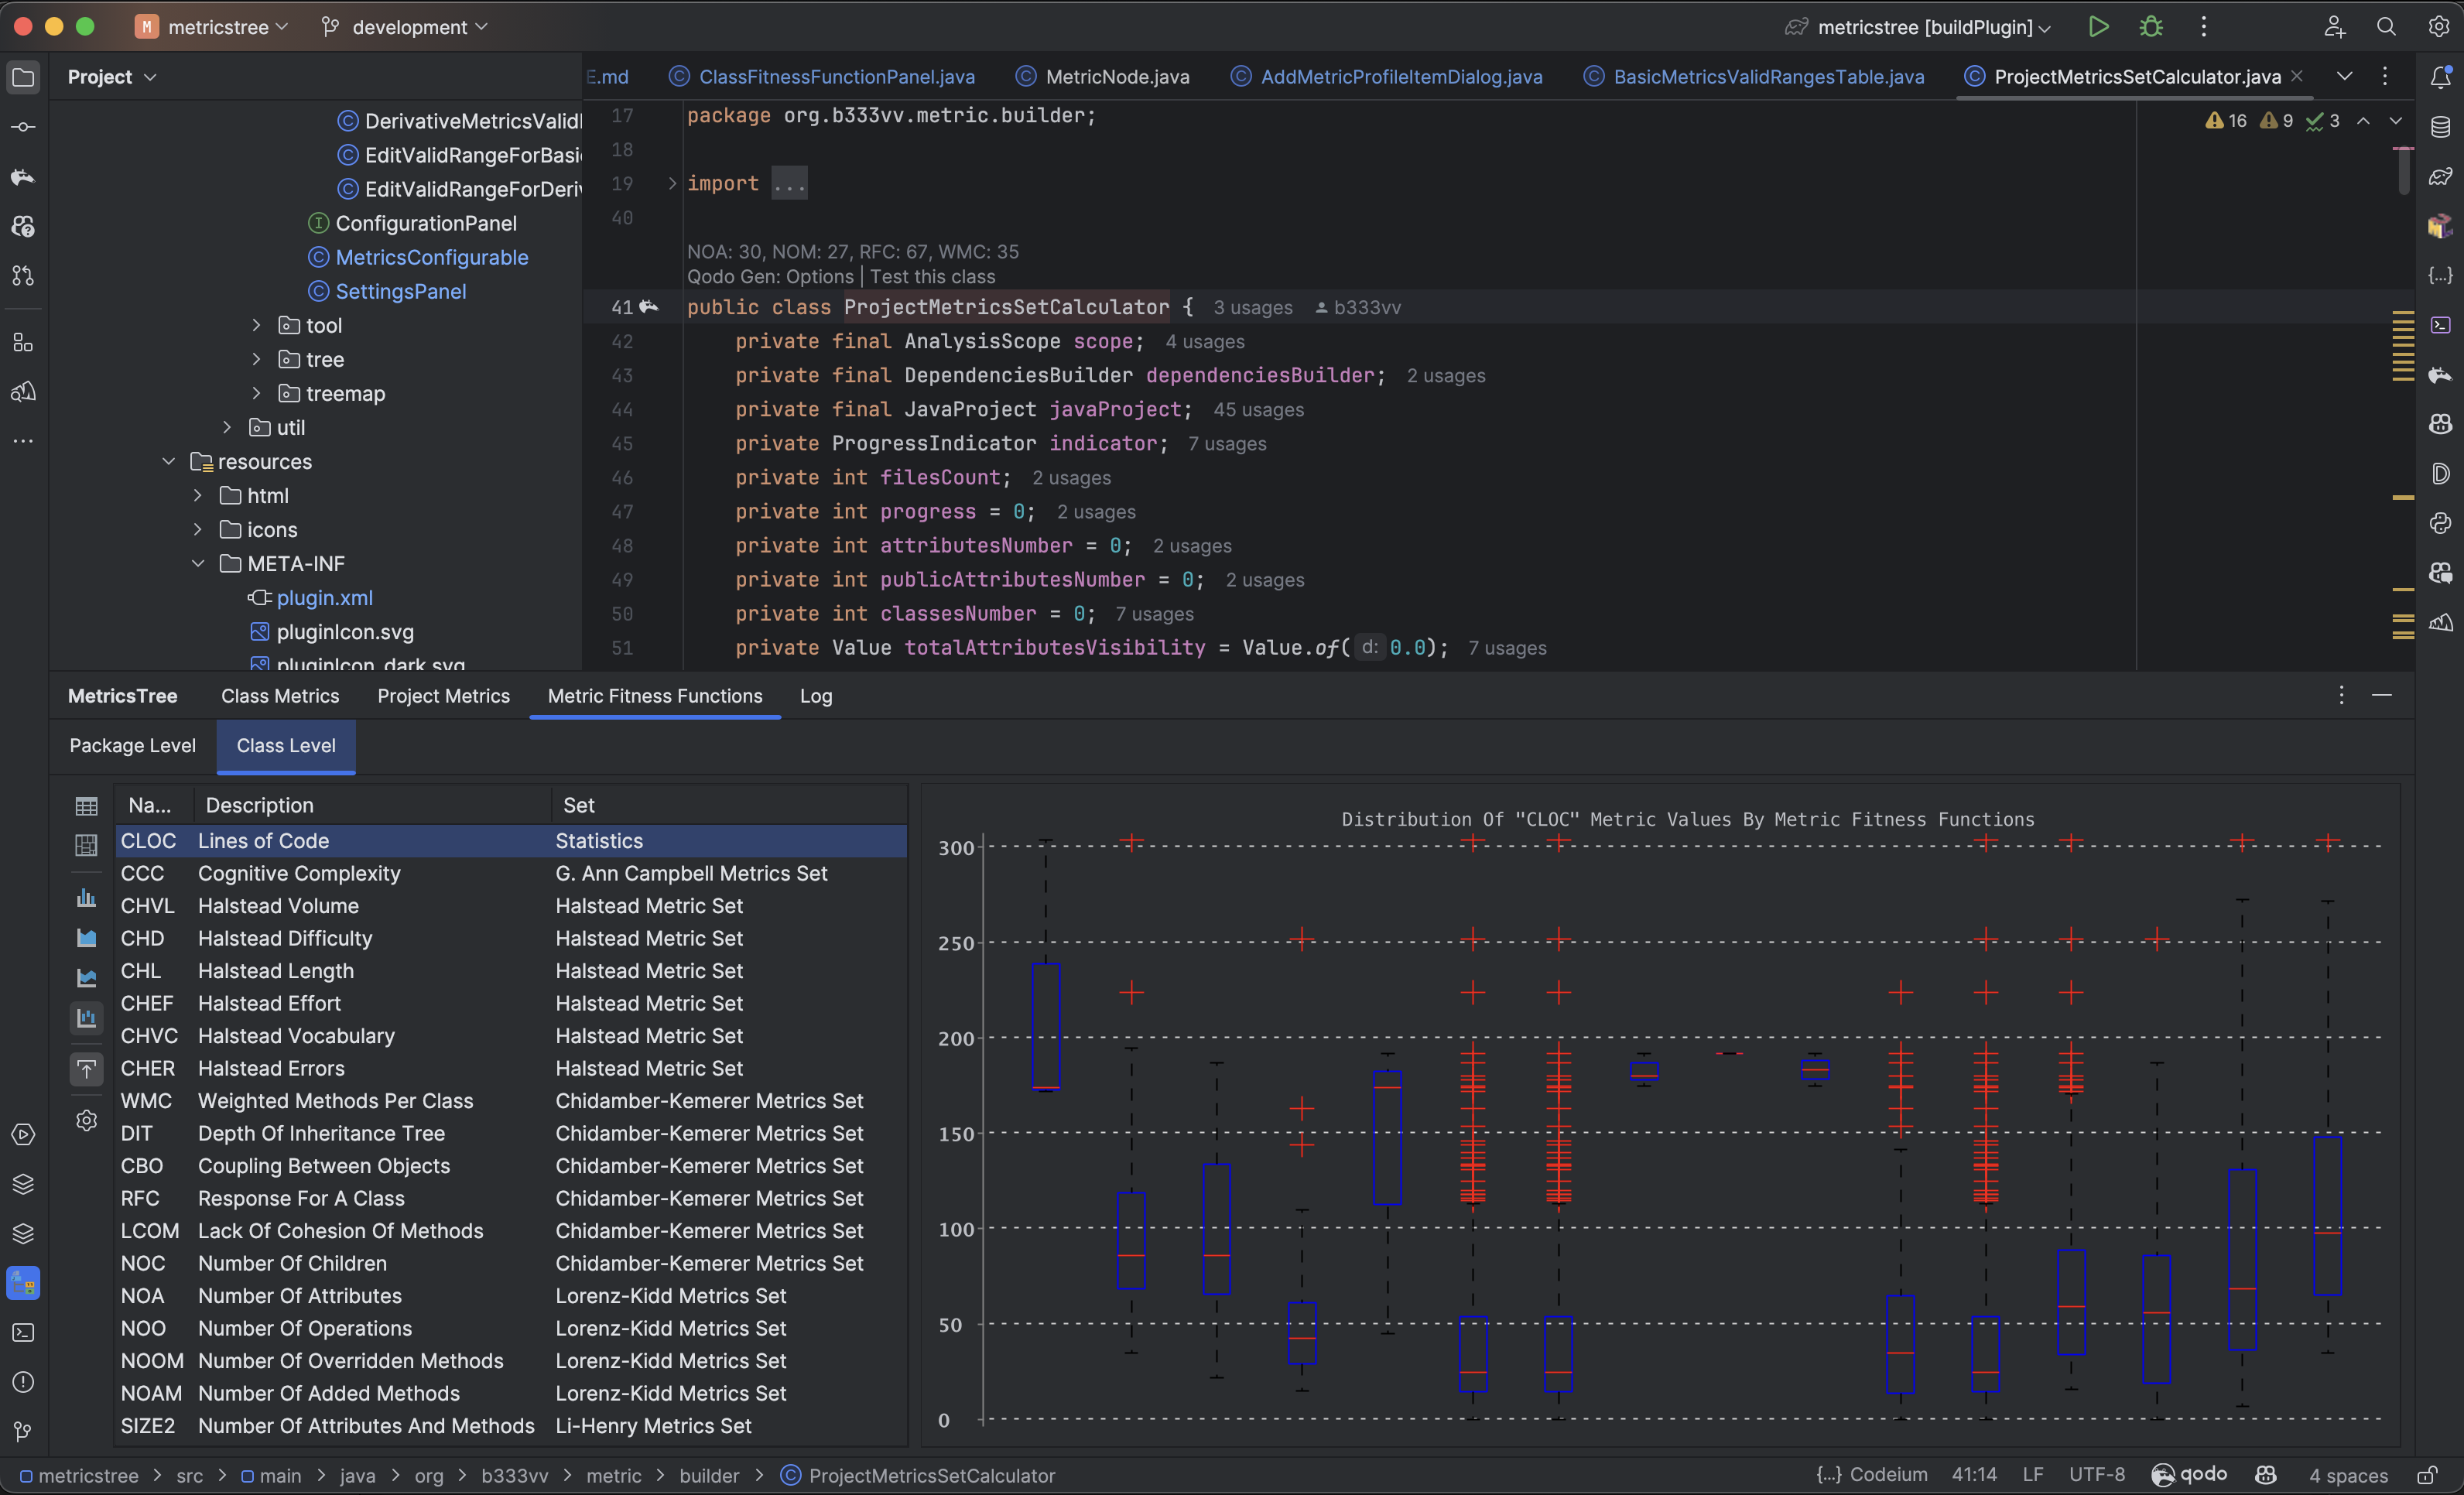 M metricstree development metricstree [buildPlugin]
Project
E.md ClassFitnessFunctionPanel.java MetricNode.java AddMetricProfileItemDialog.java BasicMetricsValidRangesTable.java ProjectMetricsSetCalculator.java
DerivativeMetricsValidI
EditValidRangeForBasi
EditValidRangeForDeriv
ConfigurationPanel
MetricsConfigurable
SettingsPanel
tool
tree
treemap
util
resources
html
icons
META-INF
plugin.xml
pluginIcon.svg
pluginIcon_dark.svg
16 9 3
17 package org.b333vv.metric.builder;
18
19 import ...
40
NOA: 30, NOM: 27, RFC: 67, WMC: 35
Qodo Gen: Options | Test this class
41 public class ProjectMetricsSetCalculator { 3 usages b333vv
42 private final AnalysisScope scope; 4 usages
43 private final DependenciesBuilder dependenciesBuilder; 2 usages
44 private final JavaProject javaProject; 45 usages
45 private ProgressIndicator indicator; 7 usages
46 private int filesCount; 2 usages
47 private int progress = 0; 2 usages
48 private int attributesNumber = 0; 2 usages
49 private int publicAttributesNumber = 0; 2 usages
50 private int classesNumber = 0; 7 usages
51 private Value totalAttributesVisibility = Value.of( d: 0.0); 7 usages
MetricsTree Class Metrics Project Metrics Metric Fitness Functions Log
Package Level Class Level
Na... Description Set
CLOC Lines of Code Statistics
CCC Cognitive Complexity G. Ann Campbell Metrics Set
CHVL Halstead Volume Halstead Metric Set
CHD Halstead Difficulty Halstead Metric Set
CHL Halstead Length Halstead Metric Set
CHEF Halstead Effort Halstead Metric Set
CHVC Halstead Vocabulary Halstead Metric Set
CHER Halstead Errors Halstead Metric Set
WMC Weighted Methods Per Class Chidamber-Kemerer Metrics Set
DIT Depth Of Inheritance Tree Chidamber-Kemerer Metrics Set
CBO Coupling Between Objects Chidamber-Kemerer Metrics Set
RFC Response For A Class Chidamber-Kemerer Metrics Set
LCOM Lack Of Cohesion Of Methods Chidamber-Kemerer Metrics Set
NOC Number Of Children Chidamber-Kemerer Metrics Set
NOA Number Of Attributes Lorenz-Kidd Metrics Set
NOO Number Of Operations Lorenz-Kidd Metrics Set
NOOM Number Of Overridden Methods Lorenz-Kidd Metrics Set
NOAM Number Of Added Methods Lorenz-Kidd Metrics Set
SIZE2 Number Of Attributes And Methods Li-Henry Metrics Set
Distribution Of "CLOC" Metric Values By Metric Fitness Functions
300
250
200
150
100
50
0
metricstree > src > main > java > org > b333vv > metric > builder > ProjectMetricsSetCalculator
{...} Codeium 41:14 LF UTF-8 qodo 4 spaces